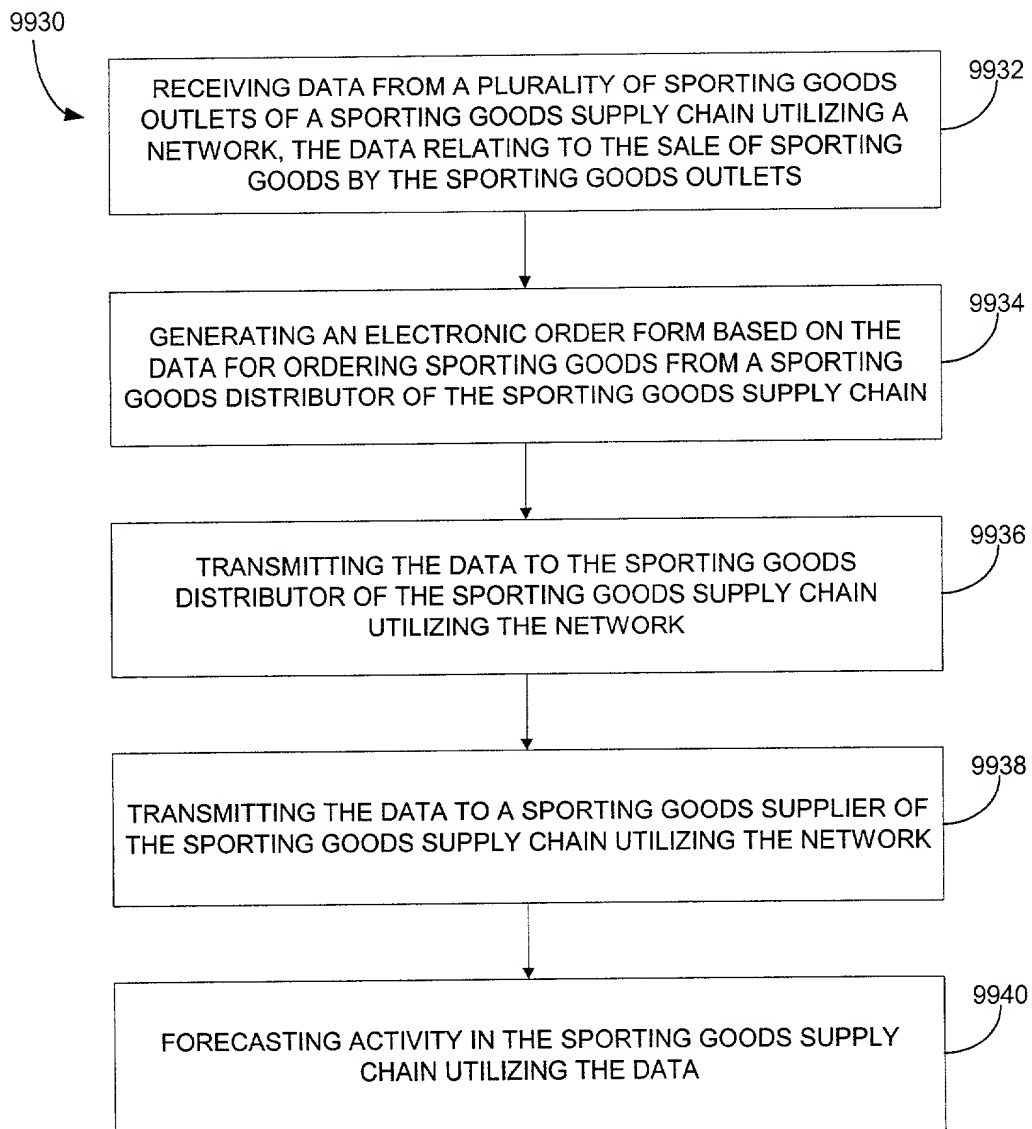 9930
9932
RECEIVING DATA FROM A PLURALITY OF SPORTING GOODS
OUTLETS OF A SPORTING GOODS SUPPLY CHAIN UTILIZING A
NETWORK, THE DATA RELATING TO THE SALE OF SPORTING
GOODS BY THE SPORTING GOODS OUTLETS
9934
GENERATING AN ELECTRONIC ORDER FORM BASED ON THE
DATA FOR ORDERING SPORTING GOODS FROM A SPORTING
GOODS DISTRIBUTOR OF THE SPORTING GOODS SUPPLY CHAIN
9936
TRANSMITTING THE DATA TO THE SPORTING GOODS
DISTRIBUTOR OF THE SPORTING GOODS SUPPLY CHAIN
UTILIZING THE NETWORK
9938
TRANSMITTING THE DATA TO A SPORTING GOODS SUPPLIER OF
THE SPORTING GOODS SUPPLY CHAIN UTILIZING THE NETWORK
9940
FORECASTING ACTIVITY IN THE SPORTING GOODS SUPPLY
CHAIN UTILIZING THE DATA